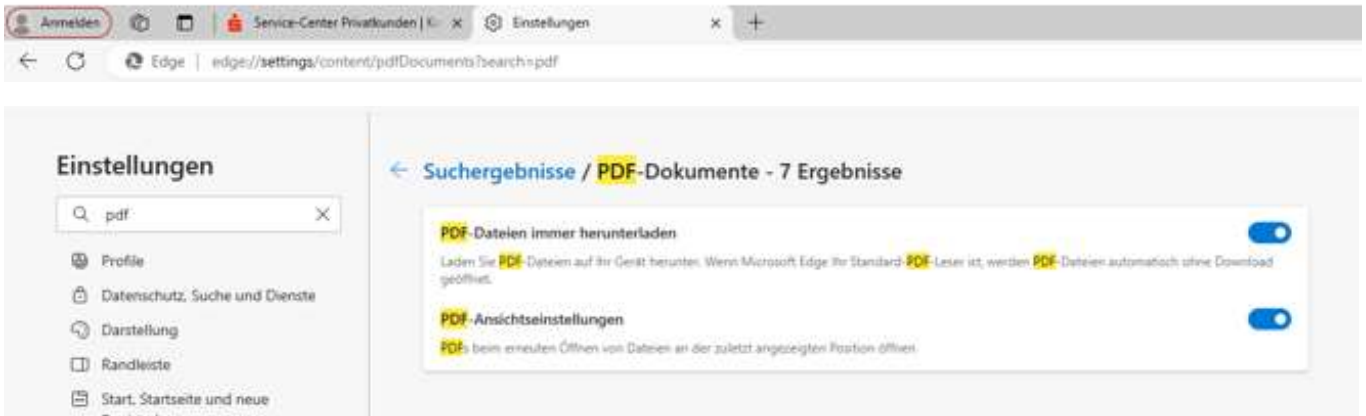 Anmelden
Service-Center Privatkunden |
Einstellungen
Edge | edge://settings/content/pdfDocuments?search=pdf
Einstellungen
Suchergebnisse / PDF-Dokumente - 7 Ergebnisse
pdf
PDF-Dateien immer herunterladen
Laden Sie PDF-Dateien auf Ihr Gerät herunter. Wenn Microsoft Edge Ihr Standard-PDF-Leser ist, werden PDF-Dateien automatisch ohne Download
geöffnet.
PDF-Ansichtseinstellungen
PDFs beim erneuten Öffnen von Dateien an der zuletzt angezeigten Position öffnen.
Profile
Datenschutz, Suche und Dienste
Darstellung
Randleiste
Start, Startseite und neue